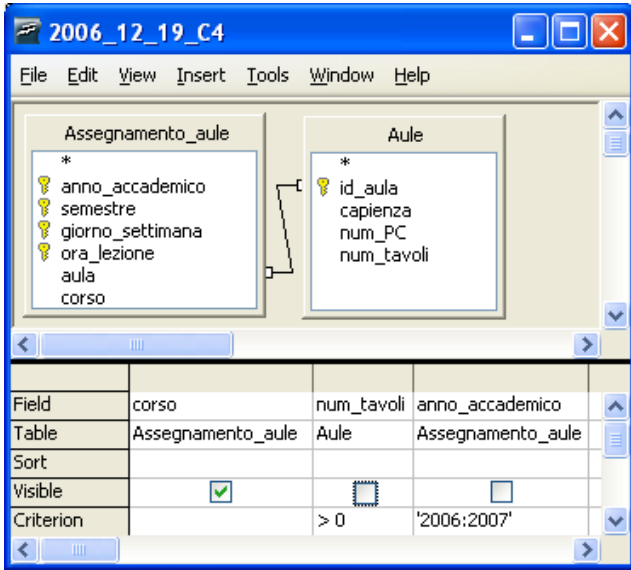 2006_12_19_C4
File Edit View Insert Tools Window Help
Assegnamento_aule
*
anno_accademico
semestre
giorno_settimana
ora_lezione
aula
corso
Aule
*
id_aula
capienza
num_PC
num_tavoli
Field corso num_tavoli anno_accademico
Table Assegnamento_aule Aule Assegnamento_aule
Sort
Visible
Criterion > 0 '2006:2007'